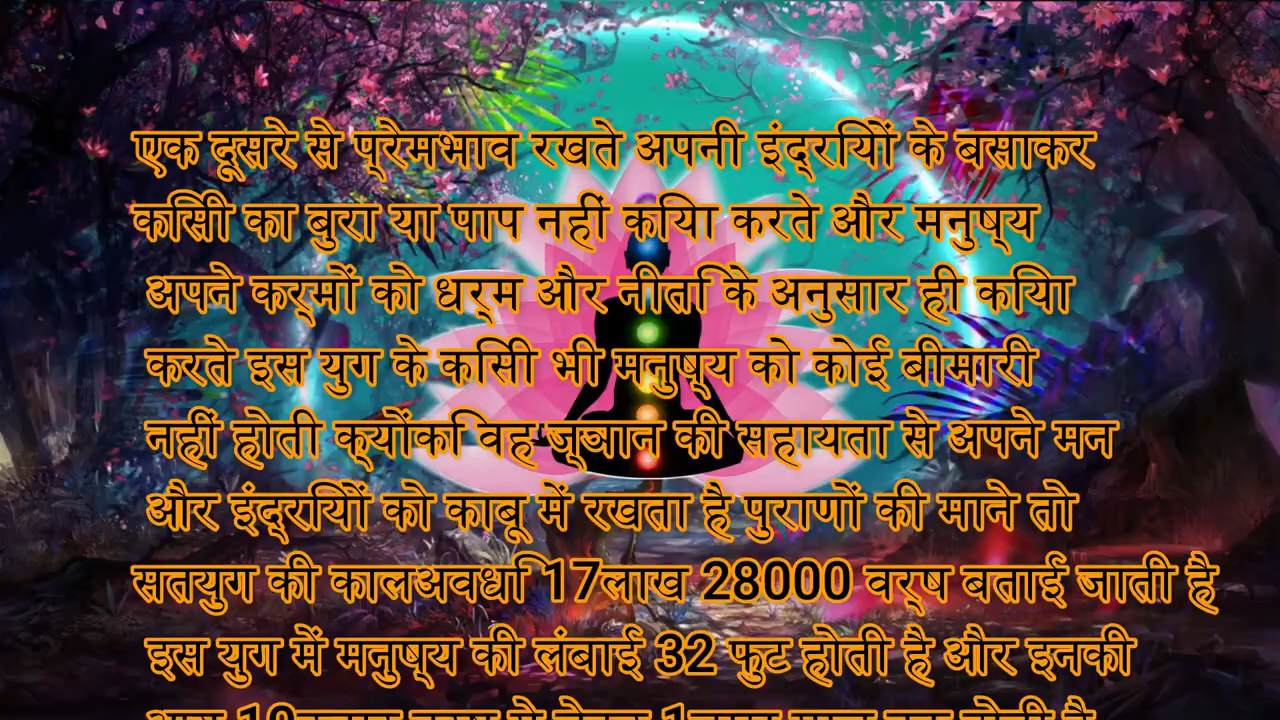 एक दूसरे से प्रेमभाव रखते अपनी इंद्रियों के बसाकर
किसी का बुरा या पाप नहीं किया करते और मनुष्य
अपने कर्मों को धर्म और नीति के अनुसार ही किया
करते इस युग के किसी भी मनुष्य को कोई बीमारी
नहीं होती क्योंकि वह ज्ञान की सहायता से अपने मन
और इंद्रियों को काबू में रखता है पुराणों की माने तो
सतयुग की कालअवधि 17लाख 28000 वर्ष बताई जाती है
इस युग में मनुष्य की लंबाई 32 फुट होती है और इनकी